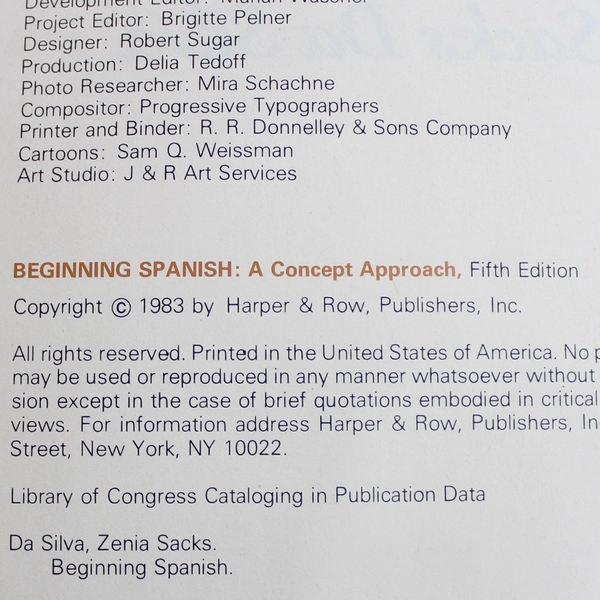 Development Editor: Marian Wassner
Project Editor: Brigitte Pelner
Designer: Robert Sugar
Production: Delia Tedoff
Photo Researcher: Mira Schachne
Compositor: Progressive Typographers
Printer and Binder: R. R. Donnelley & Sons Company
Cartoons: Sam Q. Weissman
Art Studio: J & R Art Services
BEGINNING SPANISH: A Concept Approach, Fifth Edition
Copyright © 1983 by Harper & Row, Publishers, Inc.
All rights reserved. Printed in the United States of America. No p
may be used or reproduced in any manner whatsoever without
sion except in the case of brief quotations embodied in critical
views. For information address Harper & Row, Publishers, In
Street, New York, NY 10022.
Library of Congress Cataloging in Publication Data
Da Silva, Zenia Sacks.
Beginning Spanish.